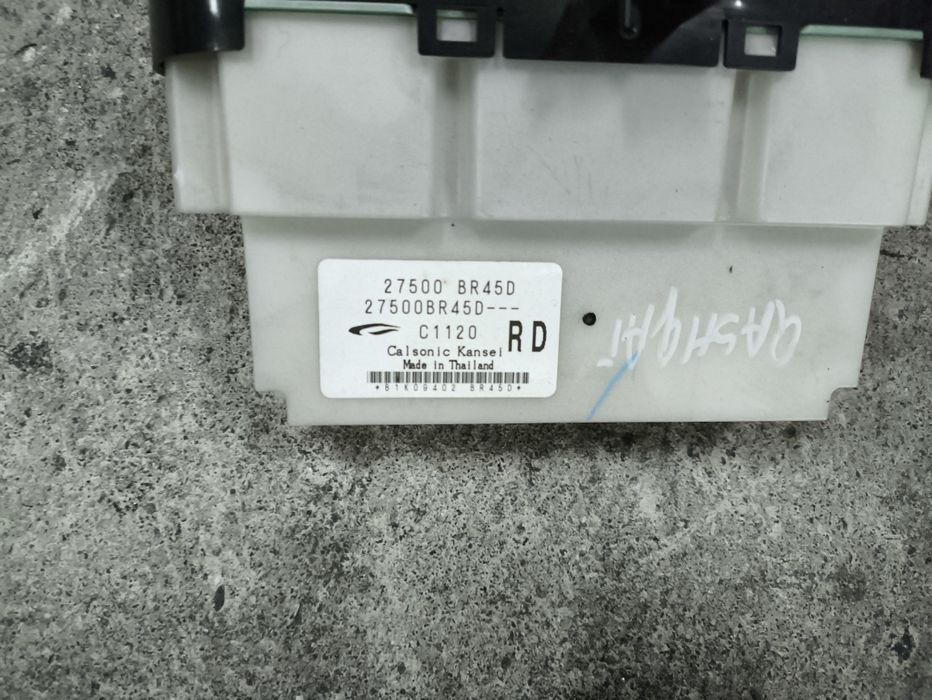 27500 BR45D
27500BR45D---
C1120 RD
Calsonic Kansei
Made in Thailand
*B1K09402 BR45D*
QASHQAI